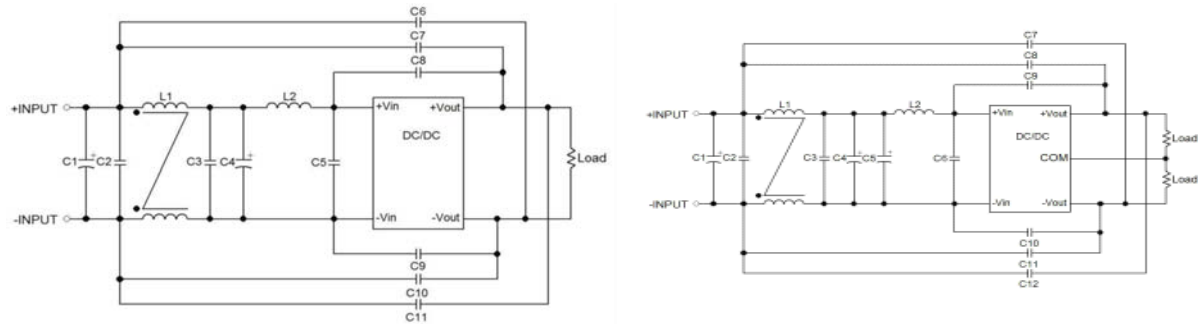 C6
C7
C8
L1
L2
+INPUT
+Vin
+Vout
DC/DC
C1
C2
C3
C4
C5
Load
-INPUT
-Vin
-Vout
C9
C10
C11
C7
C8
C9
L1
L2
+INPUT
+Vin
+Vout
DC/DC
Load
C1
C2
C3
C4
C5
C6
COM
Load
-INPUT
-Vin
-Vout
C10
C11
C12